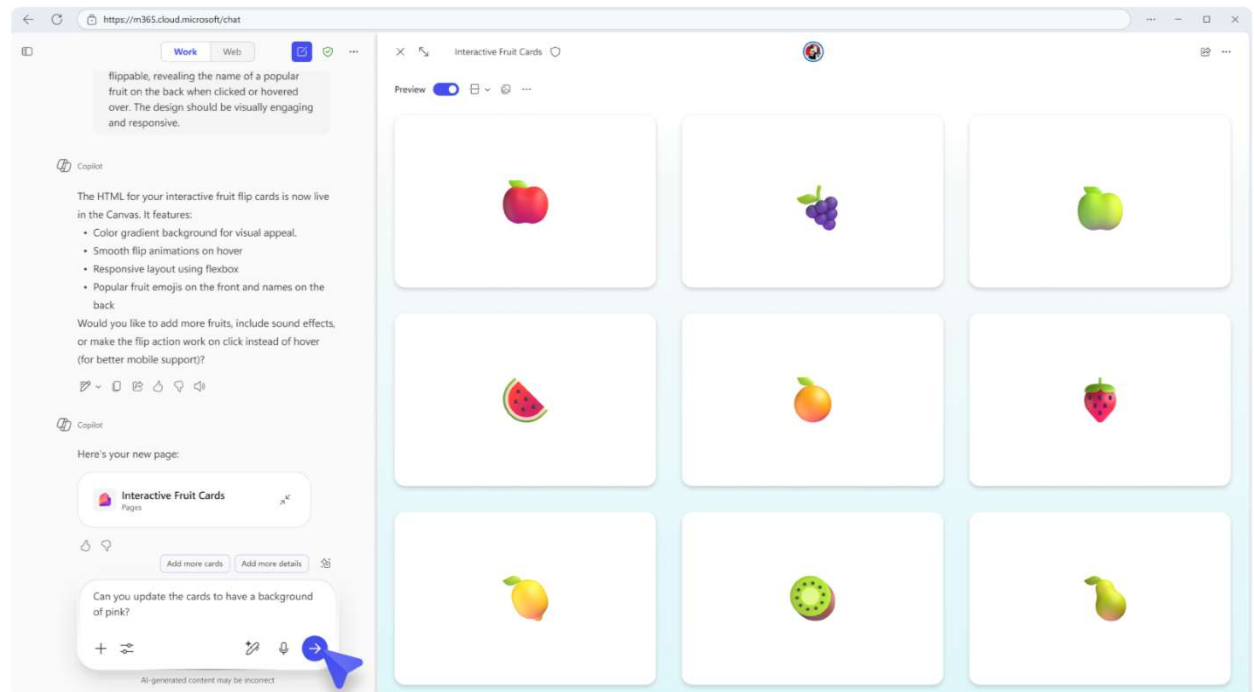 https://m365.cloud.microsoft/chat
Work
Web
flippable, revealing the name of a popular
fruit on the back when clicked or hovered
over. The design should be visually engaging
and responsive.
Copilot
The HTML for your interactive fruit flip cards is now live
in the Canvas. It features:
• Color gradient background for visual appeal.
• Smooth flip animations on hover
• Responsive layout using flexbox
• Popular fruit emojis on the front and names on the
back
Would you like to add more fruits, include sound effects,
or make the flip action work on click instead of hover
(for better mobile support)?
Copilot
Here's your new page:
Interactive Fruit Cards
Pages
Add more cards
Add more details
Can you update the cards to have a background
of pink?
AI-generated content may be incorrect
Interactive Fruit Cards
Preview